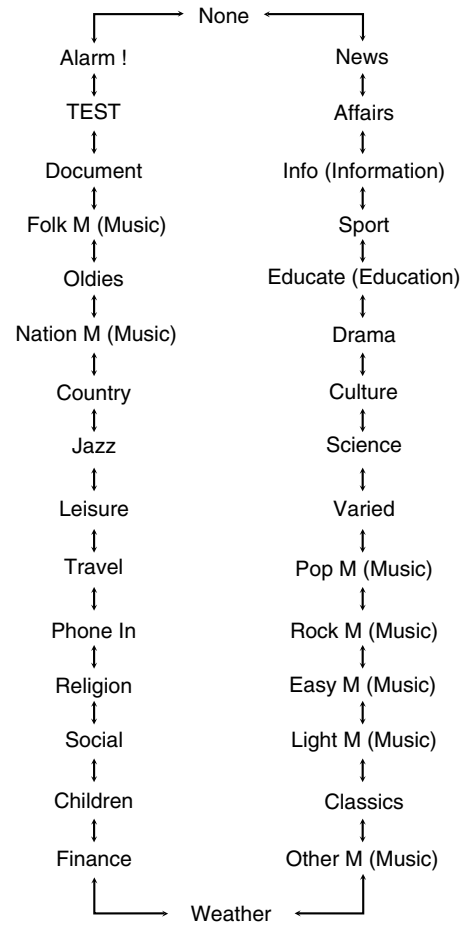 None
Alarm !
News
TEST
Affairs
Document
Info (Information)
Folk M (Music)
Sport
Oldies
Educate (Education)
Nation M (Music)
Drama
Country
Culture
Jazz
Science
Leisure
Varied
Travel
Pop M (Music)
Phone In
Rock M (Music)
Religion
Easy M (Music)
Social
Light M (Music)
Children
Classics
Finance
Other M (Music)
Weather